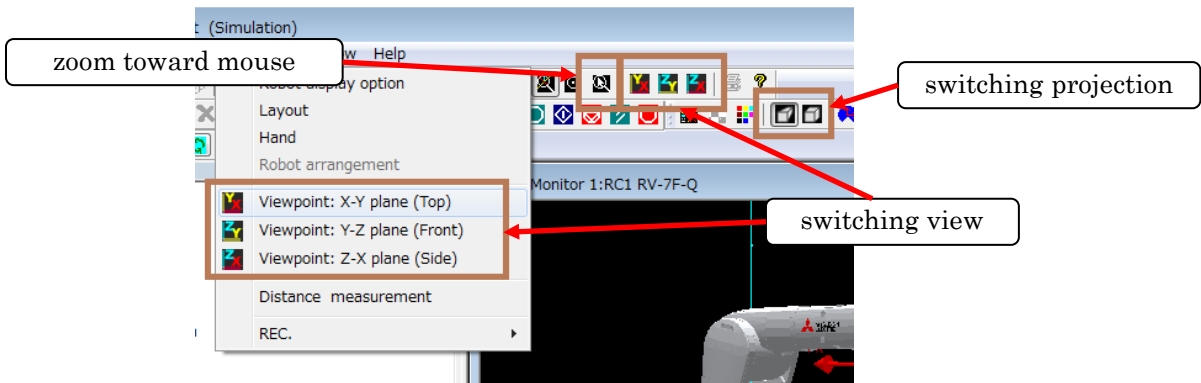 (Simulation)
zoom toward mouse
Help
display option
switching projection
Layout
Hand
Robot arrangement
Monitor 1:RC1 RV-7F-Q
Viewpoint: X-Y plane (Top)
switching view
Viewpoint: Y-Z plane (Front)
Viewpoint: Z-X plane (Side)
Distance measurement
REC.